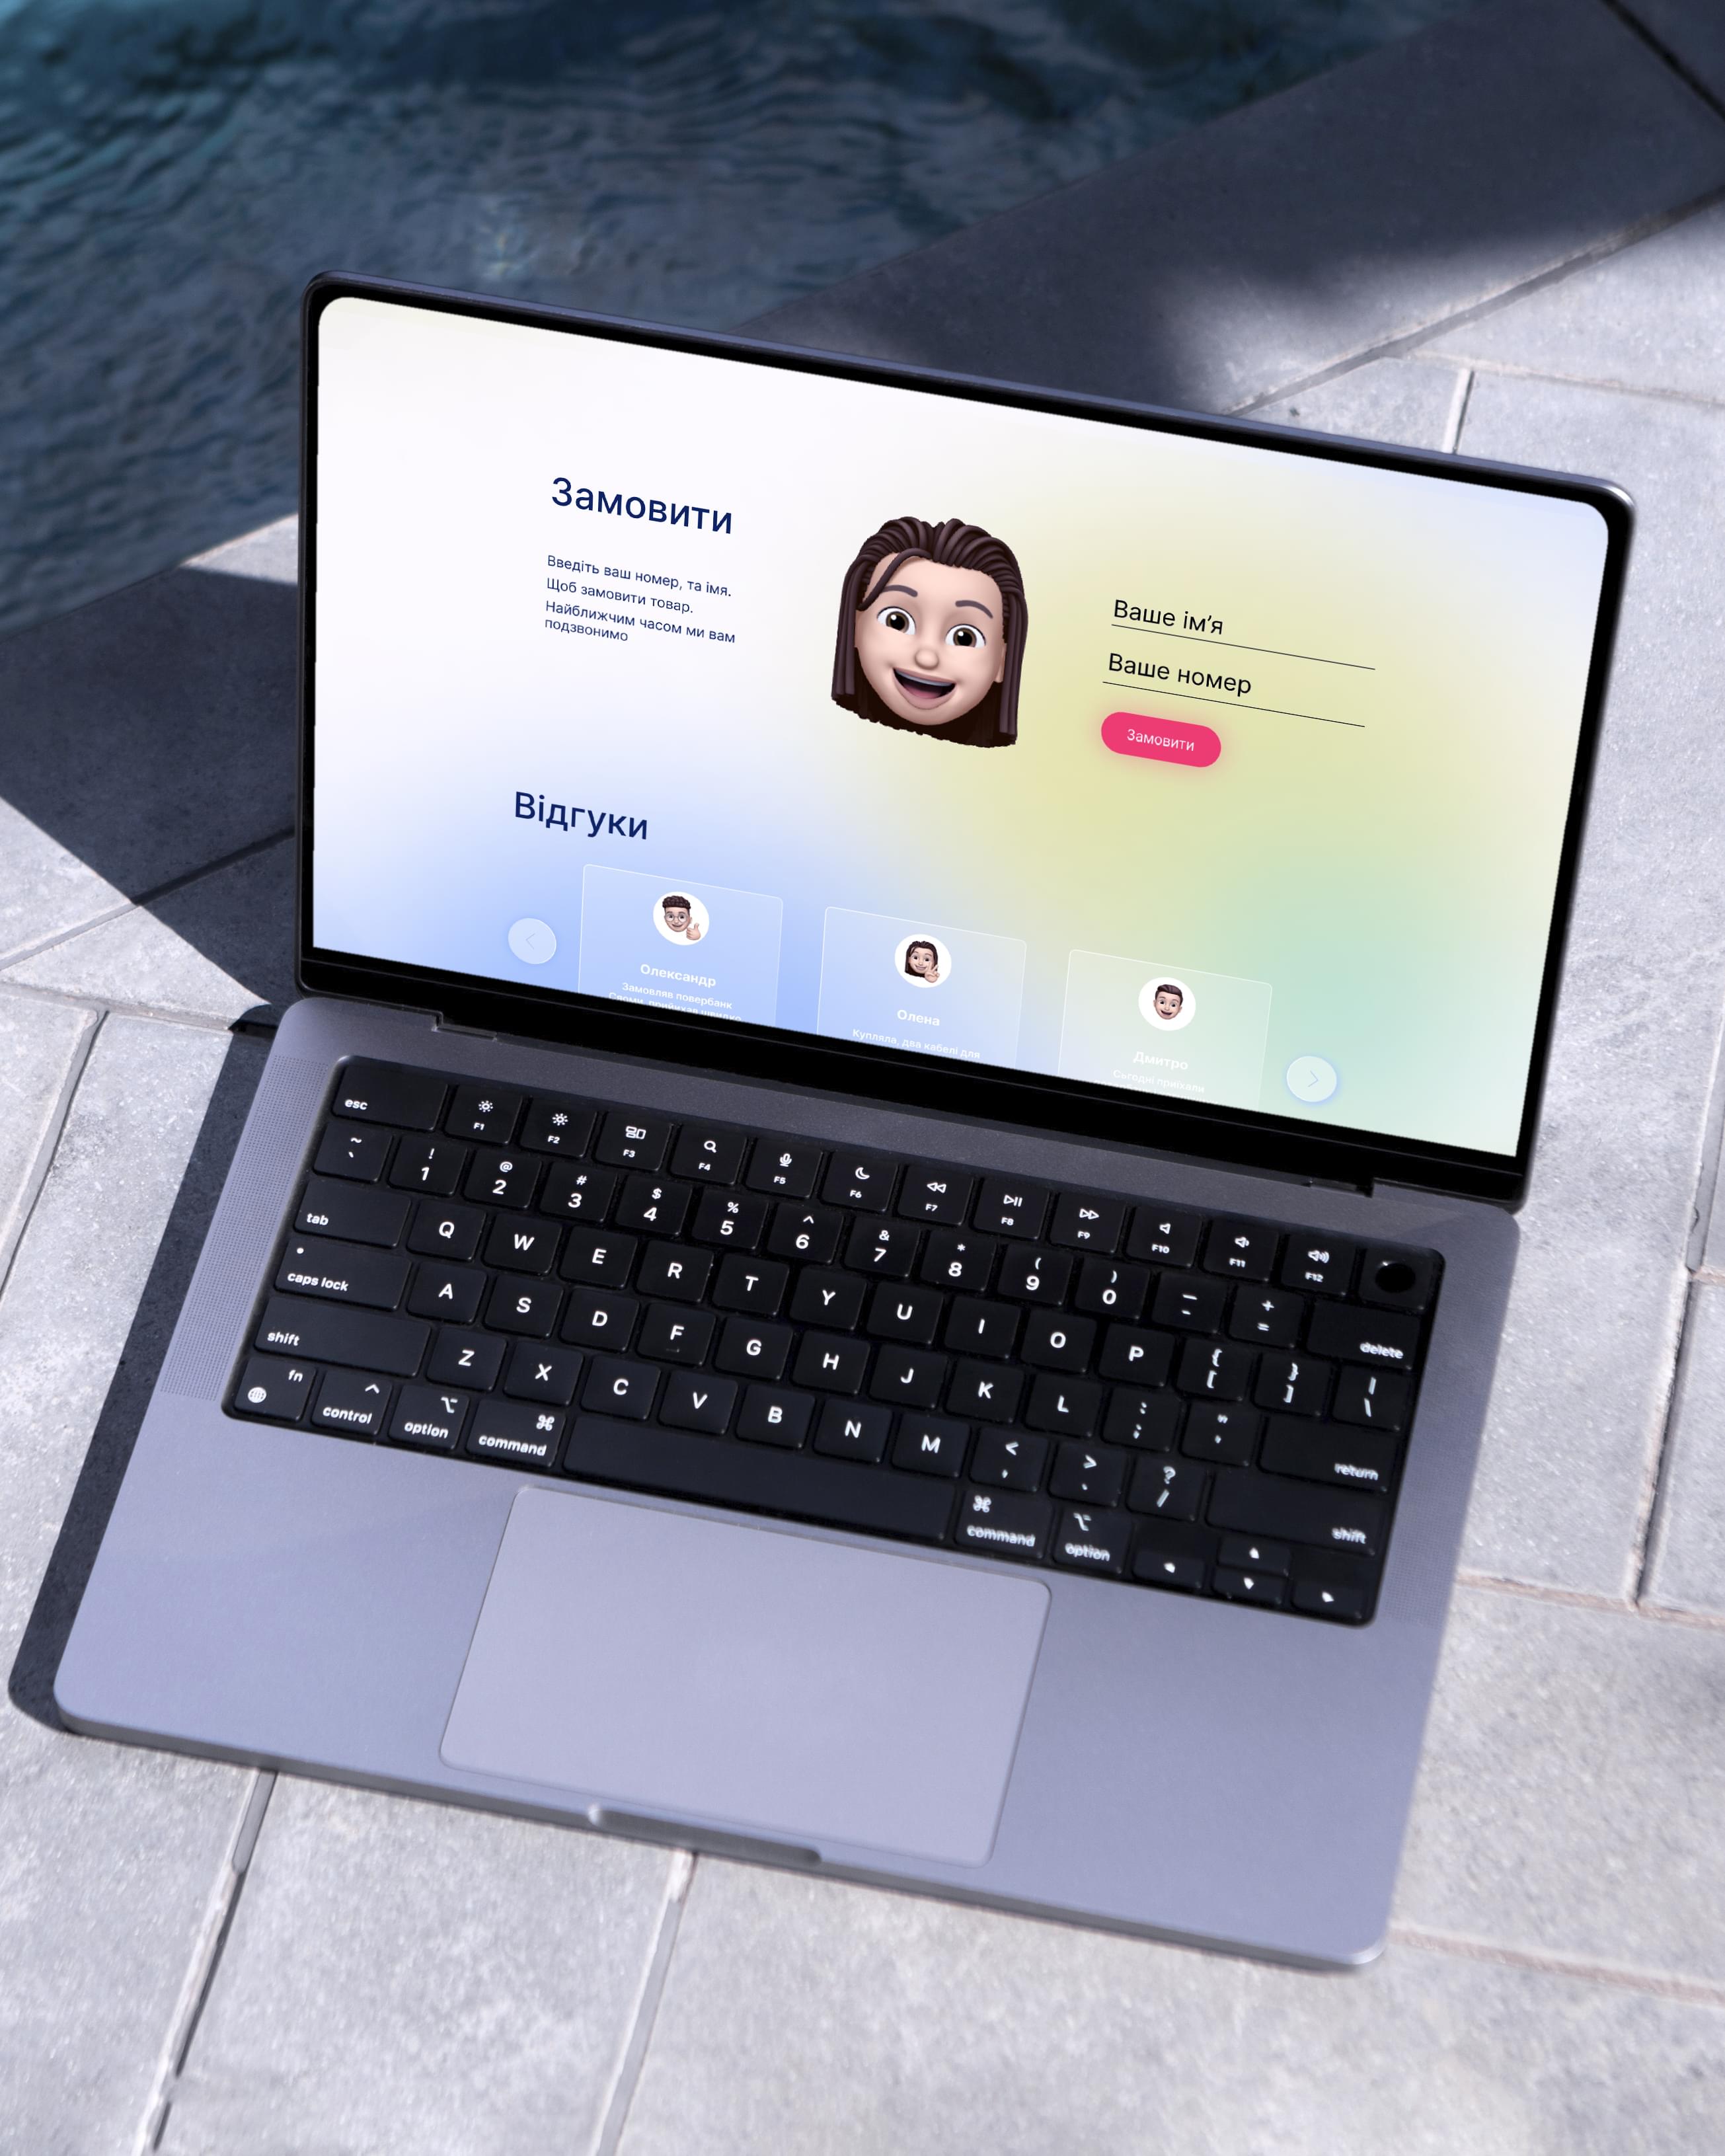 Замовити
Введіть ваш номер, та імя.
Щоб замовити товар.
Найближчим часом ми вам
подзвонимо
Ваше ім’я
Ваше номер
Замовити
Відгуки
Олександр
Замовляв повербанк
Олена
Купляла, два кабелі для
Дмитро
Сьогодні приїхали
esc F1 F2 F3 F4 F5 F6 F7 F8 F9 F10 F11 F12
~ ! @ # $ % ^ & * ( ) _ +
` 1 2 3 4 5 6 7 8 9 0 - = delete
tab Q W E R T Y U I O P { [ } ] | \
caps lock A S D F G H J K L : ; " ' return
shift Z X C V B N M < , > . ? / shift
fn control option command command option